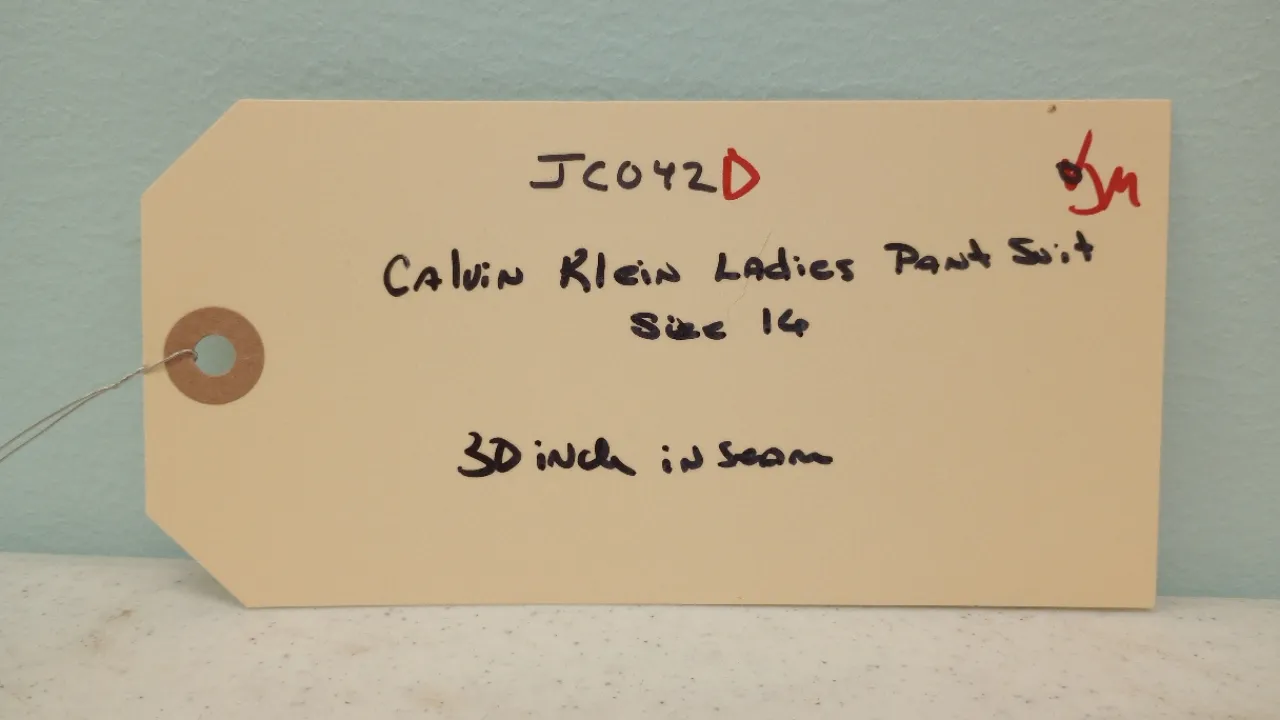 JC042D
Calvin Klein Ladies Pant Suit
Size 14
30 inch inseam